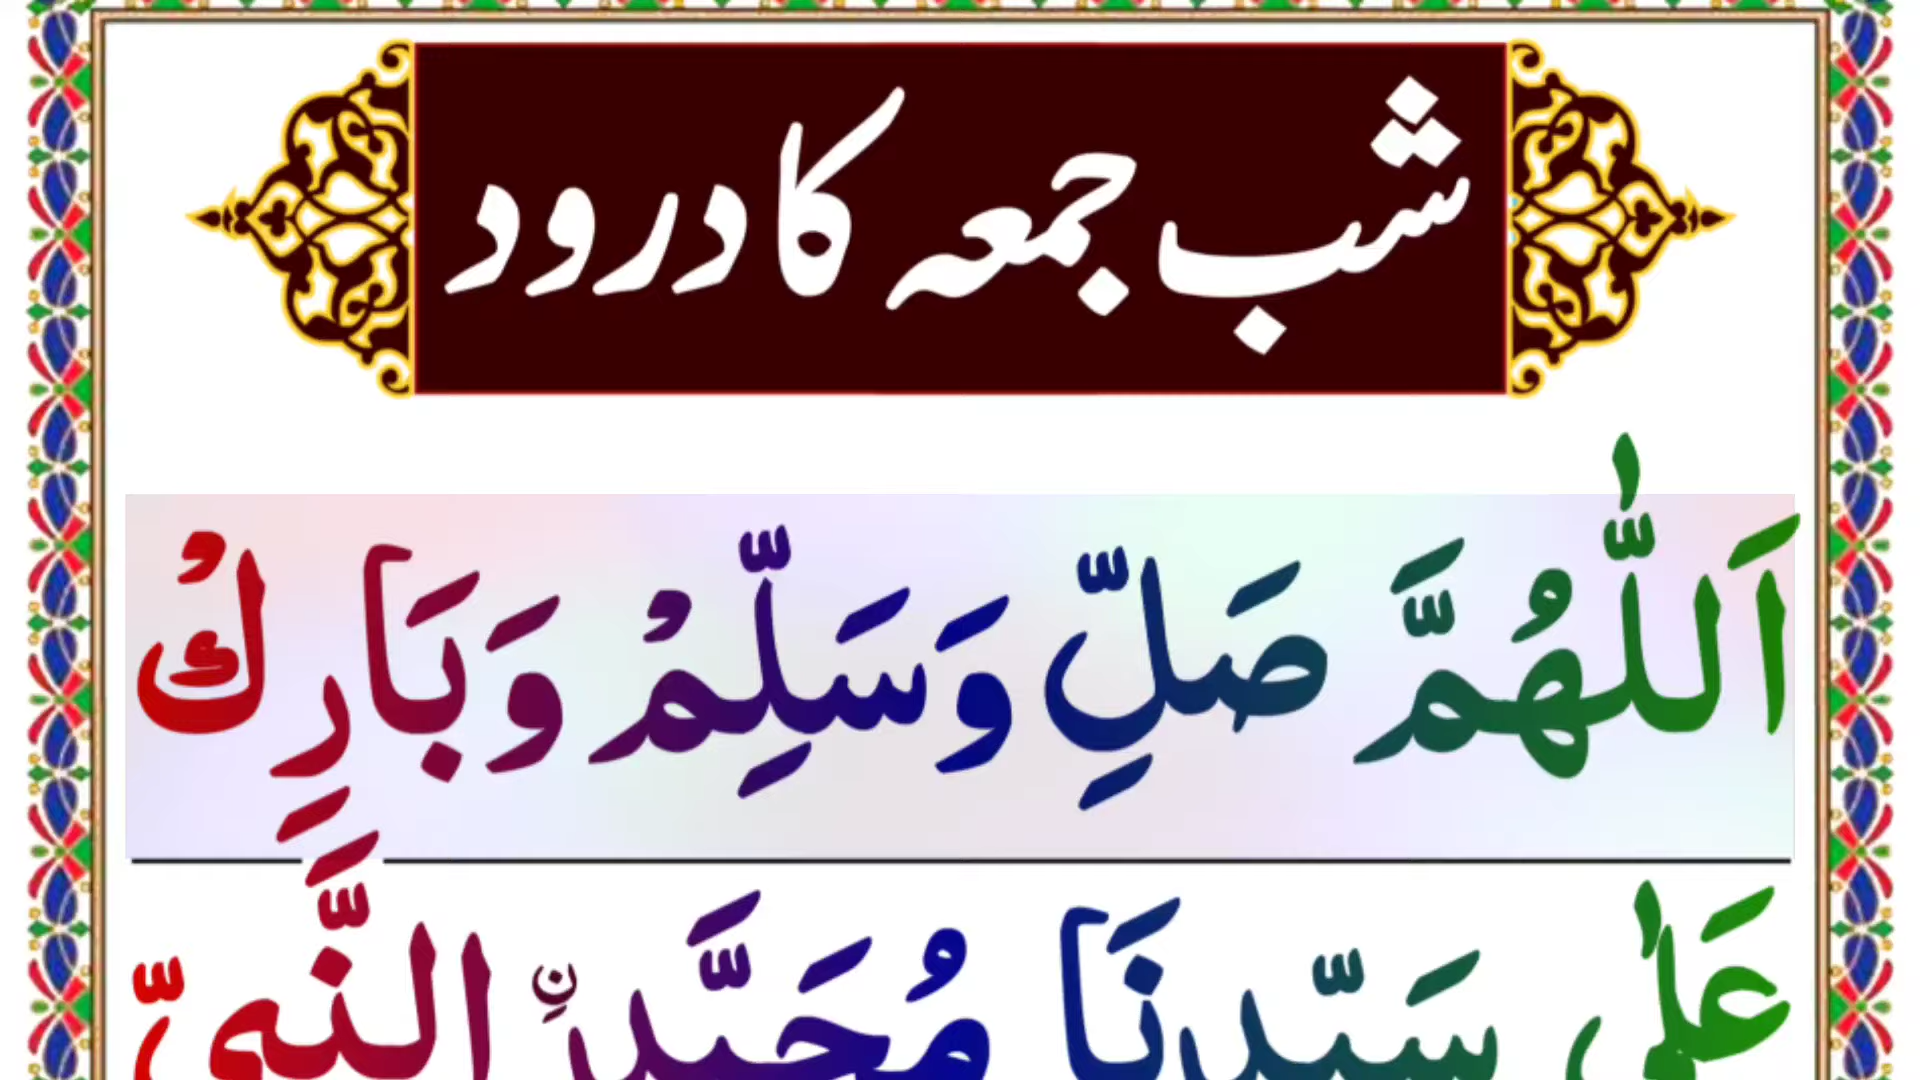 شب جمعہ کا درود
اَللّٰهُمَّ صَلِّ وَسَلِّمْ وَبَارِكْ
عَلٰى سَيِّدِنَا مُحَمَّدِ ۣالنَّبِيِّ